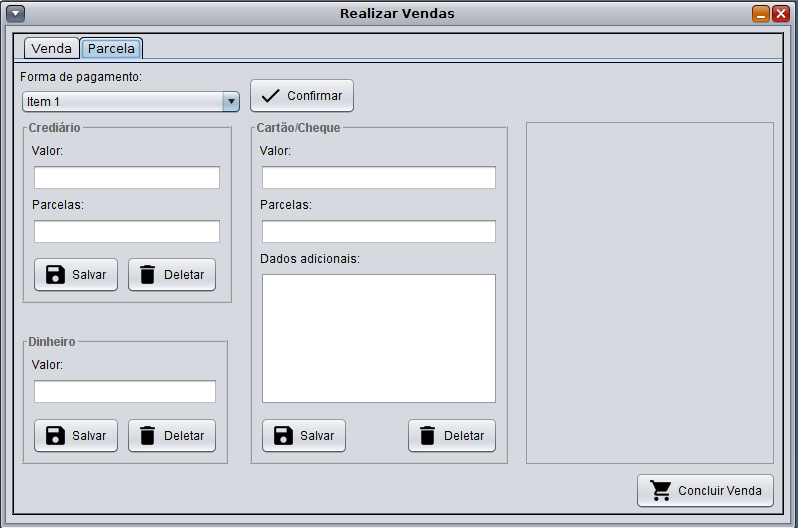 Realizar Vendas
Venda
Parcela
Forma de pagamento:
Item 1
Confirmar
Crediário
Valor:
Parcelas:
Salvar
Deletar
Dinheiro
Valor:
Salvar
Deletar
Cartão/Cheque
Valor:
Parcelas:
Dados adicionais:
Salvar
Deletar
Concluir Venda